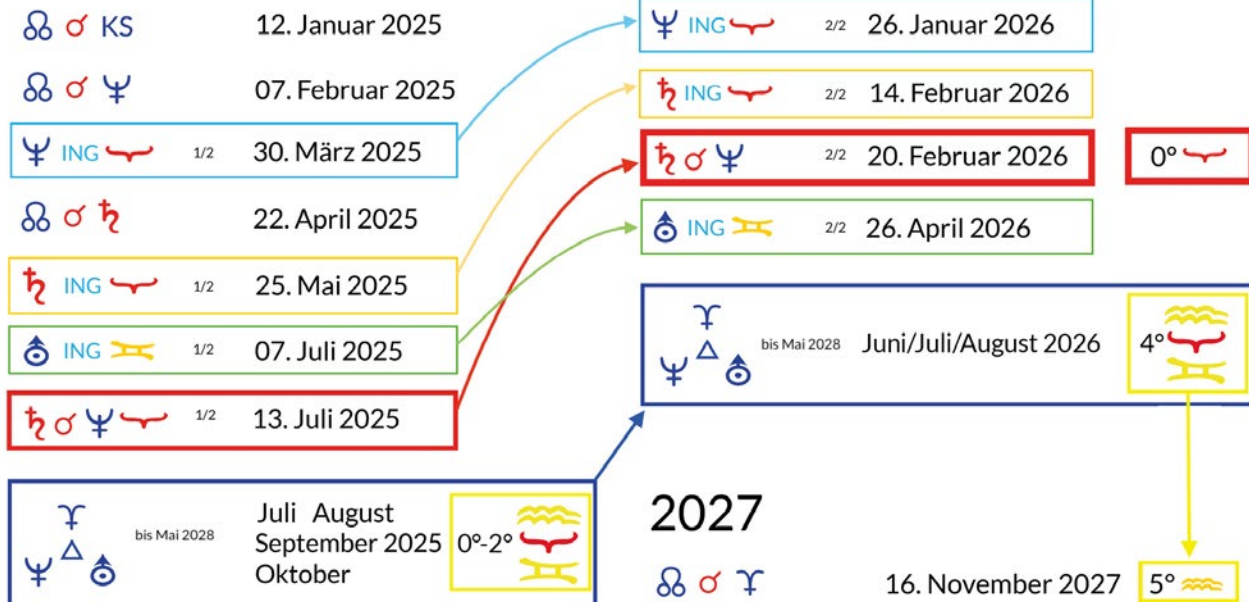 ☊ ☌ KS 12. Januar 2025
☊ ☌ ♆ 07. Februar 2025
♆ ING 1/2 30. März 2025
☊ ☌ ♄ 22. April 2025
♄ ING 1/2 25. Mai 2025
⛢ ING 1/2 07. Juli 2025
♄ ☌ ♆ 1/2 13. Juli 2025
bis Mai 2028
Juli August
September 2025
Oktober
0°-2°
♆ ING 2/2 26. Januar 2026
♄ ING 2/2 14. Februar 2026
♄ ☌ ♆ 2/2 20. Februar 2026
0°
⛢ ING 2/2 26. April 2026
bis Mai 2028 Juni/Juli/August 2026
4°
2027
☊ ☌ 16. November 2027
5°